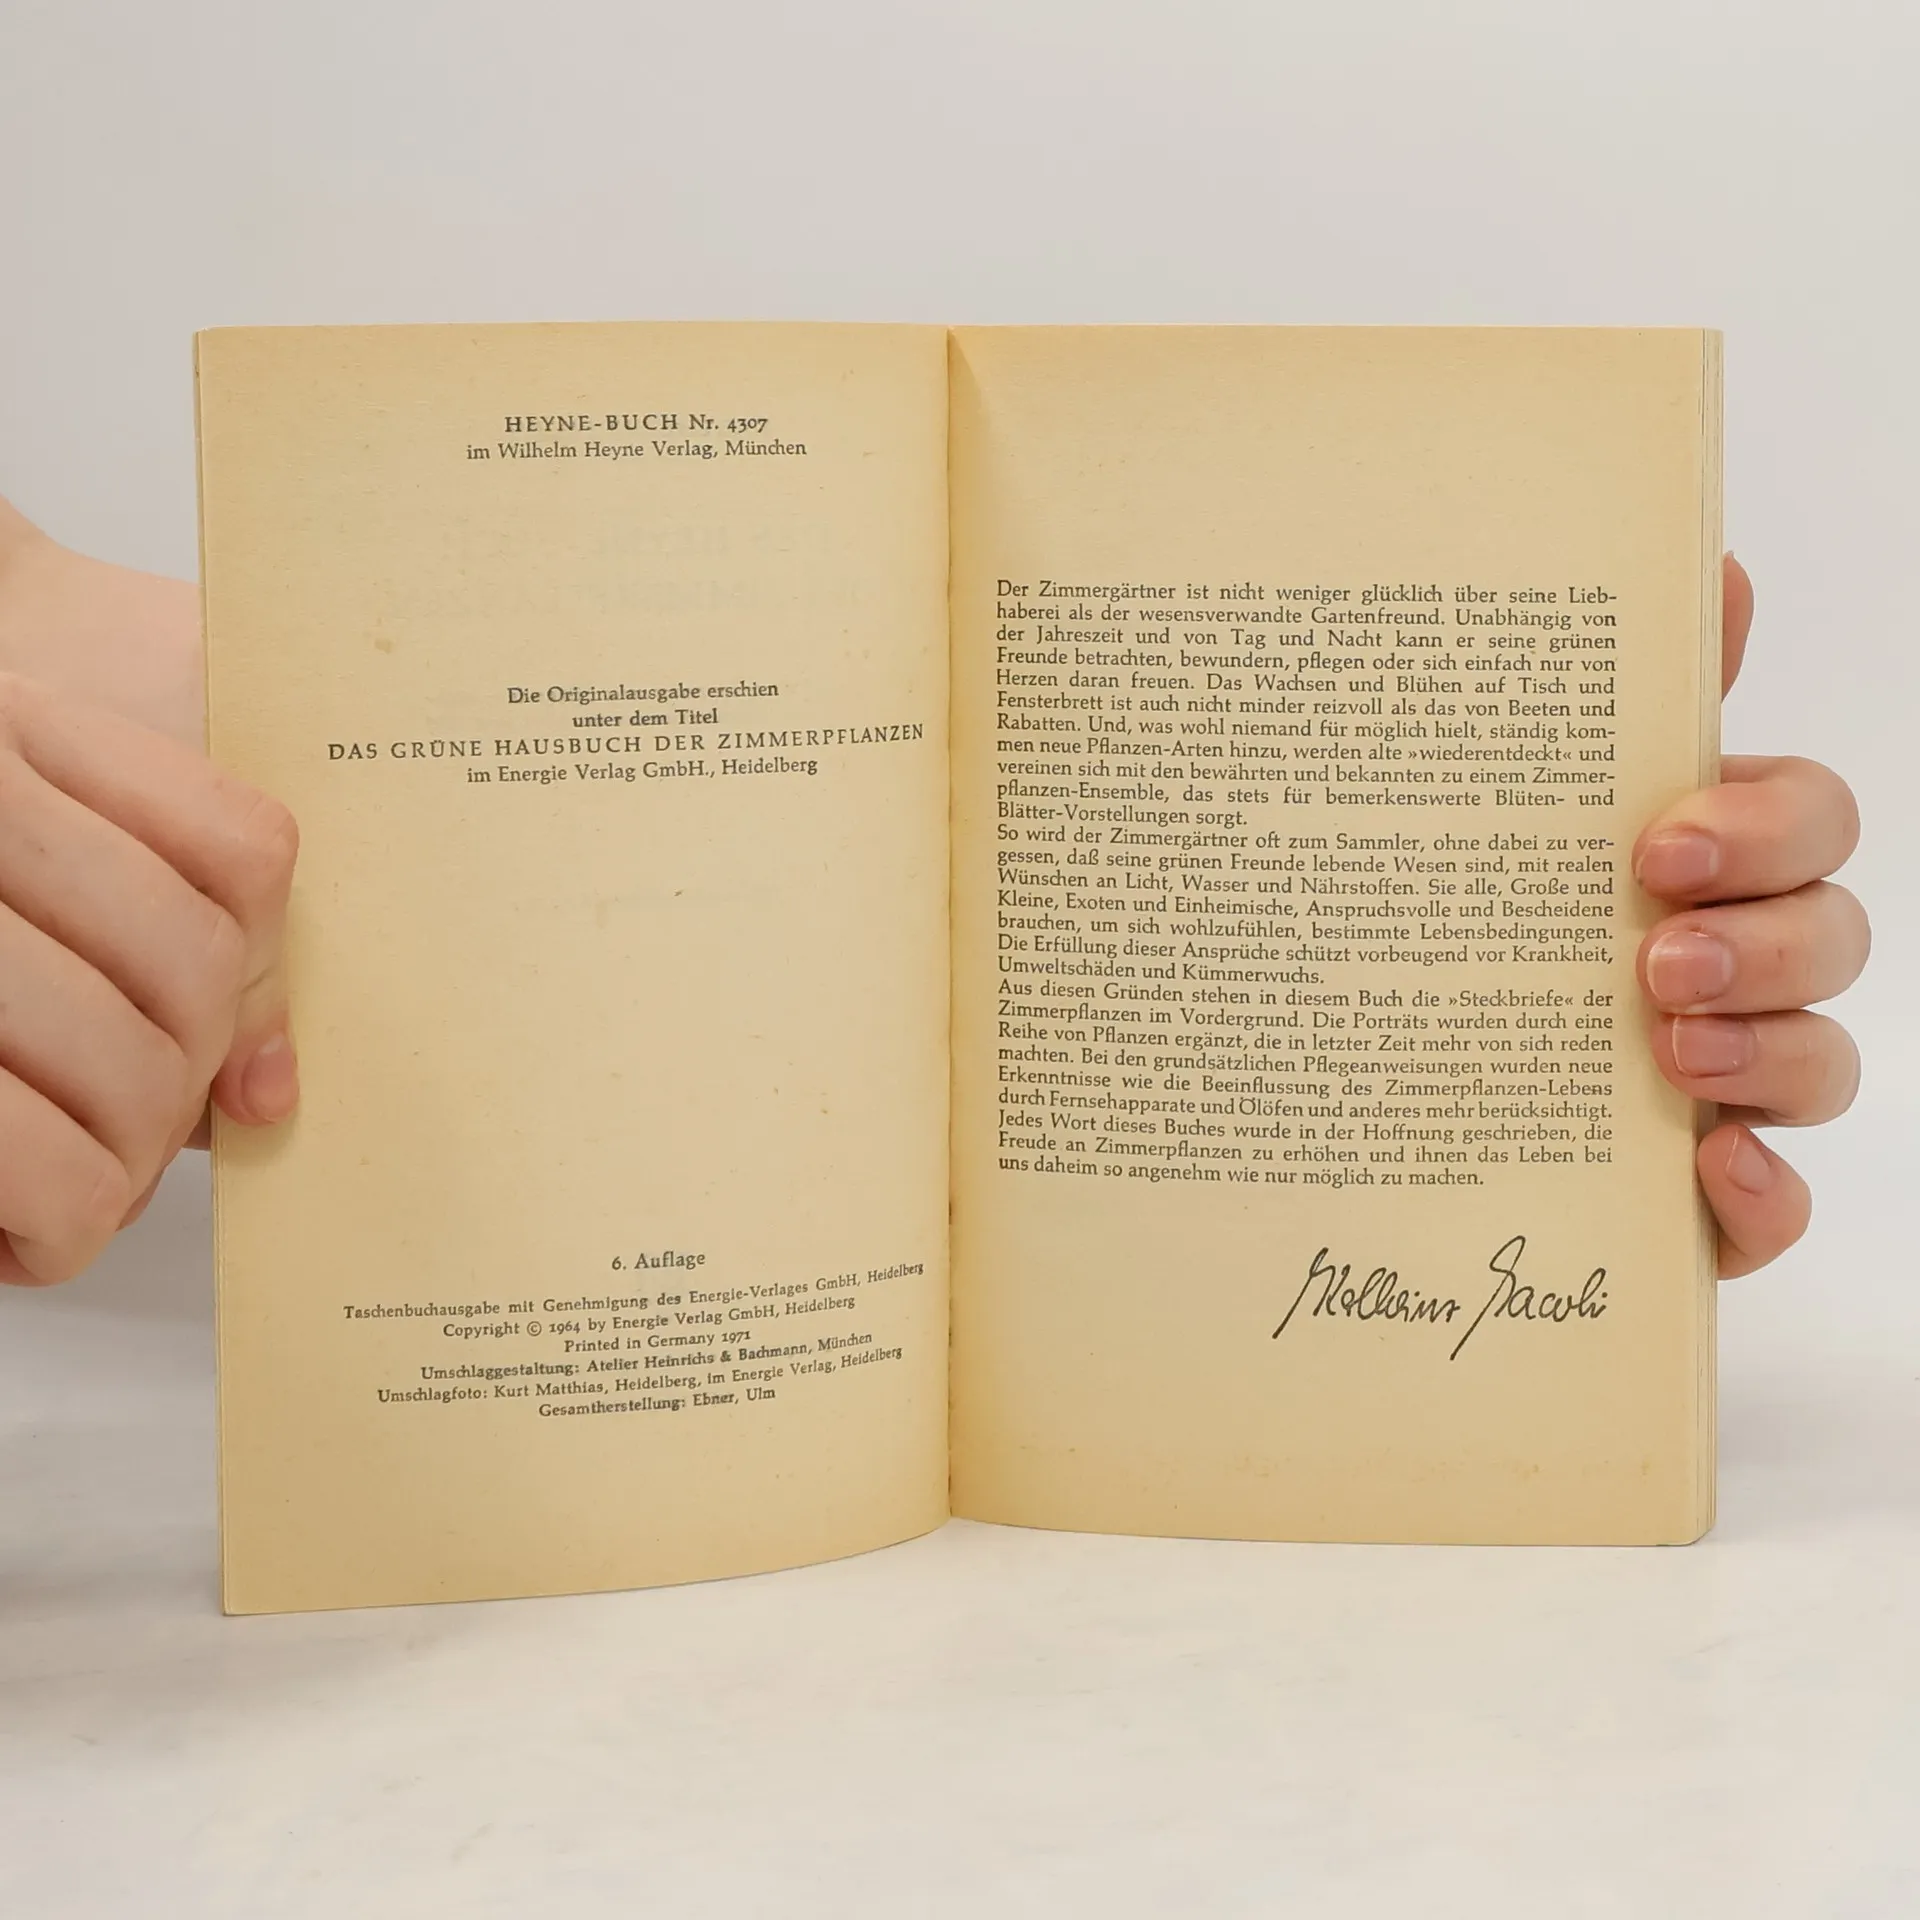 HEYNE-BUCH Nr. 4307
im Wilhelm Heyne Verlag, München
Die Originalausgabe erschien
unter dem Titel
DAS GRÜNE HAUSBUCH DER ZIMMERPFLANZEN
im Energie Verlag GmbH., Heidelberg
6. Auflage
Taschenbuchausgabe mit Genehmigung des Energie-Verlages GmbH, Heidelberg
Copyright © 1964 by Energie Verlag GmbH, Heidelberg
Printed in Germany 1971
Umschlaggestaltung: Atelier Heinrichs & Bachmann, München
Umschlagfoto: Kurt Matthias, Heidelberg, im Energie Verlag, Heidelberg
Gesamtherstellung: Ebner, Ulm
Der Zimmergärtner ist nicht weniger glücklich über seine Lieb-
haberei als der wesensverwandte Gartenfreund. Unabhängig von
der Jahreszeit und von Tag und Nacht kann er seine grünen
Freunde betrachten, bewundern, pflegen oder sich einfach nur von
Herzen daran freuen. Das Wachsen und Blühen auf Tisch und
Fensterbrett ist auch nicht minder reizvoll als das von Beeten und
Rabatten. Und, was wohl niemand für möglich hielt, ständig kom-
men neue Pflanzen-Arten hinzu, werden alte »wiederentdeckt« und
vereinen sich mit den bewährten und bekannten zu einem Zimmer-
pflanzen-Ensemble, das stets für bemerkenswerte Blüten- und
Blätter-Vorstellungen sorgt.
So wird der Zimmergärtner oft zum Sammler, ohne dabei zu ver-
gessen, daß seine grünen Freunde lebende Wesen sind, mit realen
Wünschen an Licht, Wasser und Nährstoffen. Sie alle, Große und
Kleine, Exoten und Einheimische, Anspruchsvolle und Bescheidene
brauchen, um sich wohlzufühlen, bestimmte Lebensbedingungen.
Die Erfüllung dieser Ansprüche schützt vorbeugend vor Krankheit,
Umweltschäden und Kümmerwuchs.
Aus diesen Gründen stehen in diesem Buch die »Steckbriefe« der
Zimmerpflanzen im Vordergrund. Die Porträts wurden durch eine
Reihe von Pflanzen ergänzt, die in letzter Zeit mehr von sich reden
machten. Bei den grundsätzlichen Pflegeanweisungen wurden neue
Erkenntnisse wie die Beeinflussung des Zimmerpflanzen-Lebens
durch Fernsehapparate und Ölöfen und anderes mehr berücksichtigt.
Jedes Wort dieses Buches wurde in der Hoffnung geschrieben, die
Freude an Zimmerpflanzen zu erhöhen und ihnen das Leben bei
uns daheim so angenehm wie nur möglich zu machen.
Jacobi